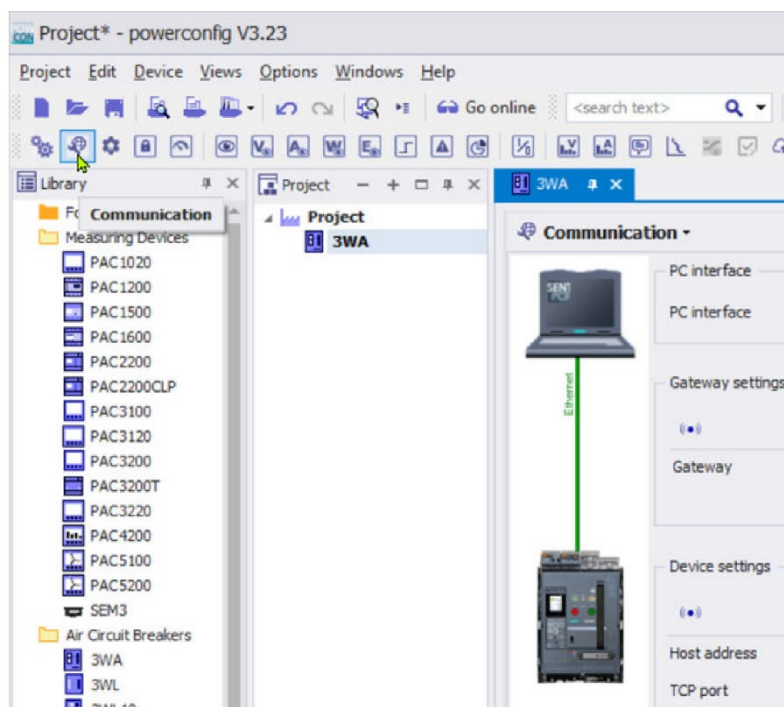 Project* - powerconfig V3.23
Project Edit Device Views Options Windows Help
Go online <search text>
Library
Project
3WA
Communication
Measuring Devices
PAC1020
PAC1200
PAC1500
PAC1600
PAC2200
PAC2200CLP
PAC3100
PAC3120
PAC3200
PAC3200T
PAC3220
PAC4200
PAC5100
PAC5200
SEM3
Air Circuit Breakers
3WA
3WL
Project
3WA
Communication
Ethernet
PC interface
PC interface
Gateway settings
Gateway
Device settings
Host address
TCP port